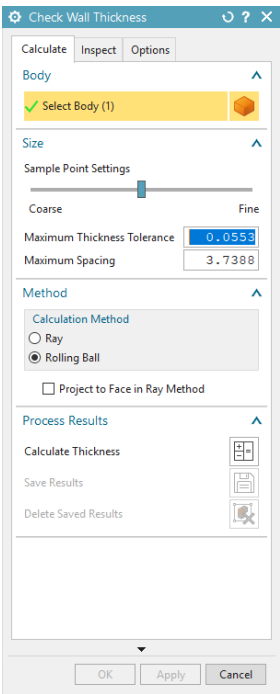 Check Wall Thickness
Calculate Inspect Options
Body
Select Body (1)
Size
Sample Point Settings
Coarse Fine
Maximum Thickness Tolerance 0.0553
Maximum Spacing 3.7388
Method
Calculation Method
Ray
Rolling Ball
Project to Face in Ray Method
Process Results
Calculate Thickness
Save Results
Delete Saved Results
OK Apply Cancel